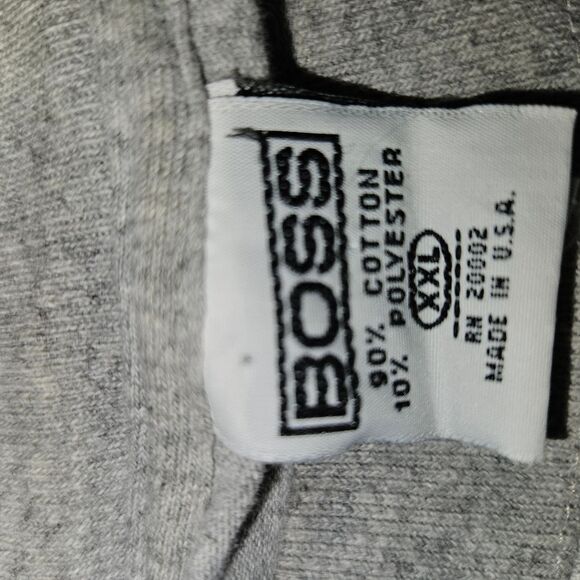 BOSS
90% COTTON
10% POLYESTER
XXL
RN 20002
MADE IN U.S.A.